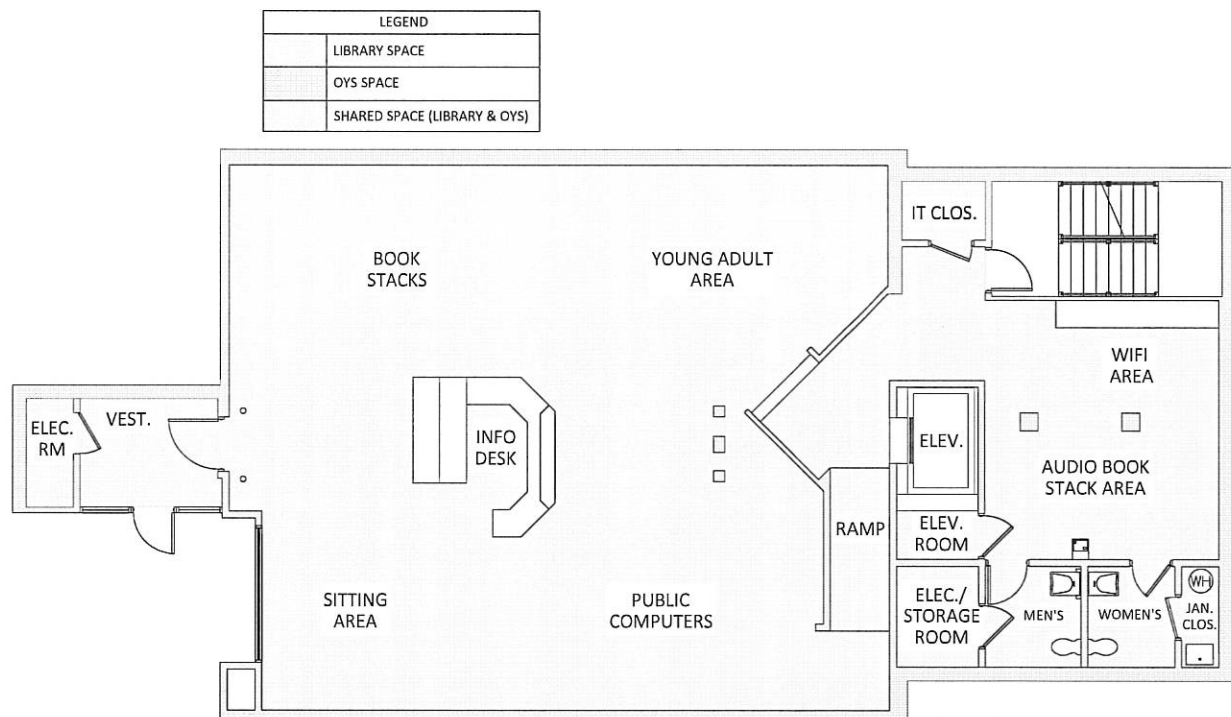 LEGEND
LIBRARY SPACE
OYS SPACE
SHARED SPACE (LIBRARY & OYS)
IT CLOS.
BOOK
STACKS
YOUNG ADULT
AREA
WIFI
AREA
VEST.
ELEC.
RM
INFO
DESK
ELEV.
AUDIO BOOK
STACK AREA
RAMP
ELEV.
ROOM
SITTING
AREA
PUBLIC
COMPUTERS
ELEC./
STORAGE
ROOM
MEN'S
WOMEN'S
WH
JAN.
CLOS.